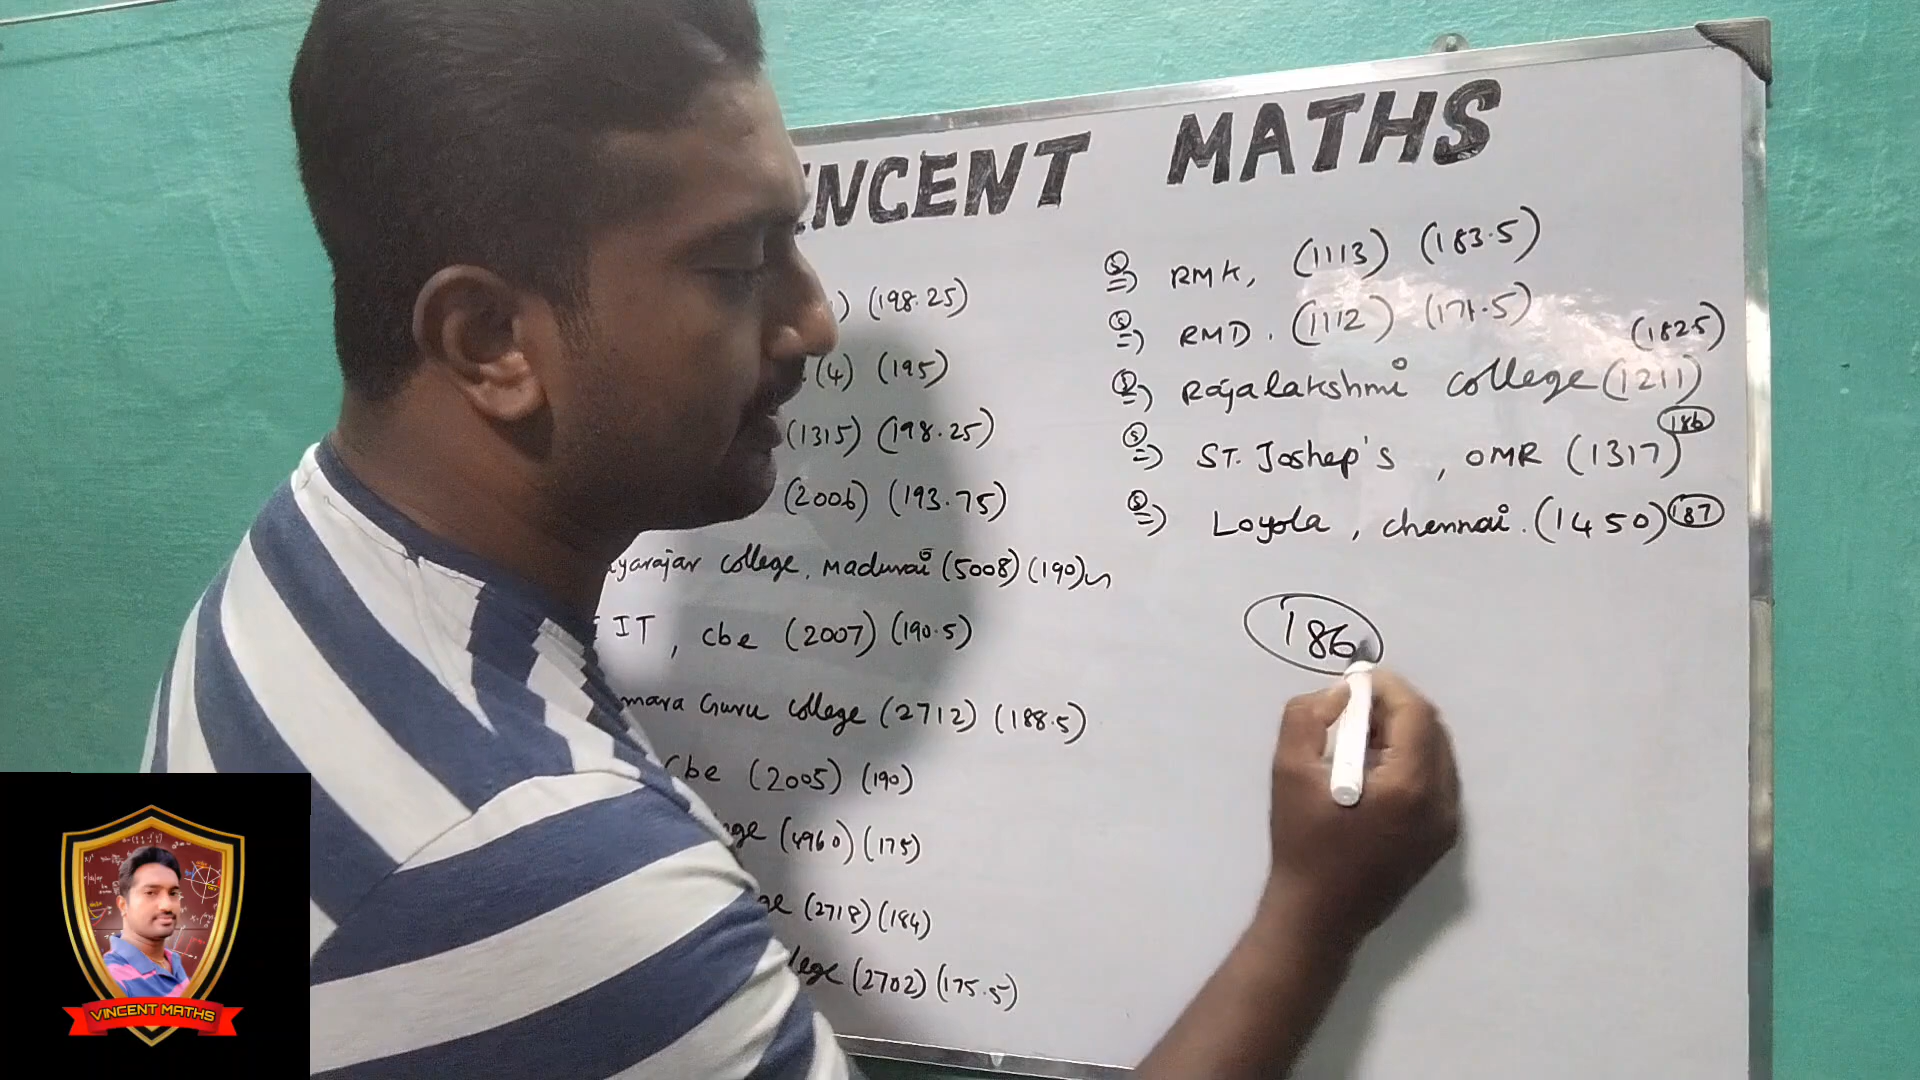 INCENT MATHS
) (198.25)
(4) (195)
(1315) (198.25)
(2006) (193.75)
yarajar college, Madurai (5008) (190)
IT, cbe (2007) (190.5)
mara Guru college (2712) (188.5)
Cbe (2005) (190)
ge (4960) (175)
ge (2718) (184)
lege (2702) (175.5)
⇒ RMK, (1113) (183.5)
⇒ RMD. (1112) (171.5)
(182.5)
⇒ Rajalakshmi college (1211)
186
⇒ ST. Joshep's, OMR (1317)
⇒ Loyola, chennai. (1450) 187
186
VINCENT MATHS